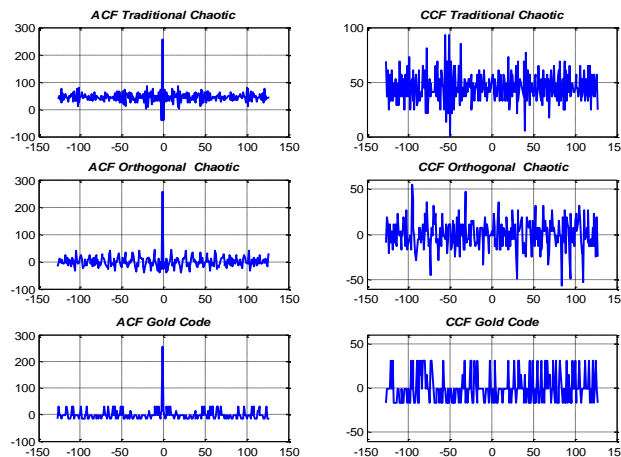 ACF Traditional Chaotic
300
200
100
0
-100
-150 -100 -50 0 50 100 150
CCF Traditional Chaotic
100
50
0
-150 -100 -50 0 50 100 150
ACF Orthogonal Chaotic
300
200
100
0
-100
-150 -100 -50 0 50 100 150
CCF Orthogonal Chaotic
50
0
-50
-150 -100 -50 0 50 100 150
ACF Gold Code
300
200
100
0
-100
-150 -100 -50 0 50 100 150
CCF Gold Code
50
0
-50
-150 -100 -50 0 50 100 150